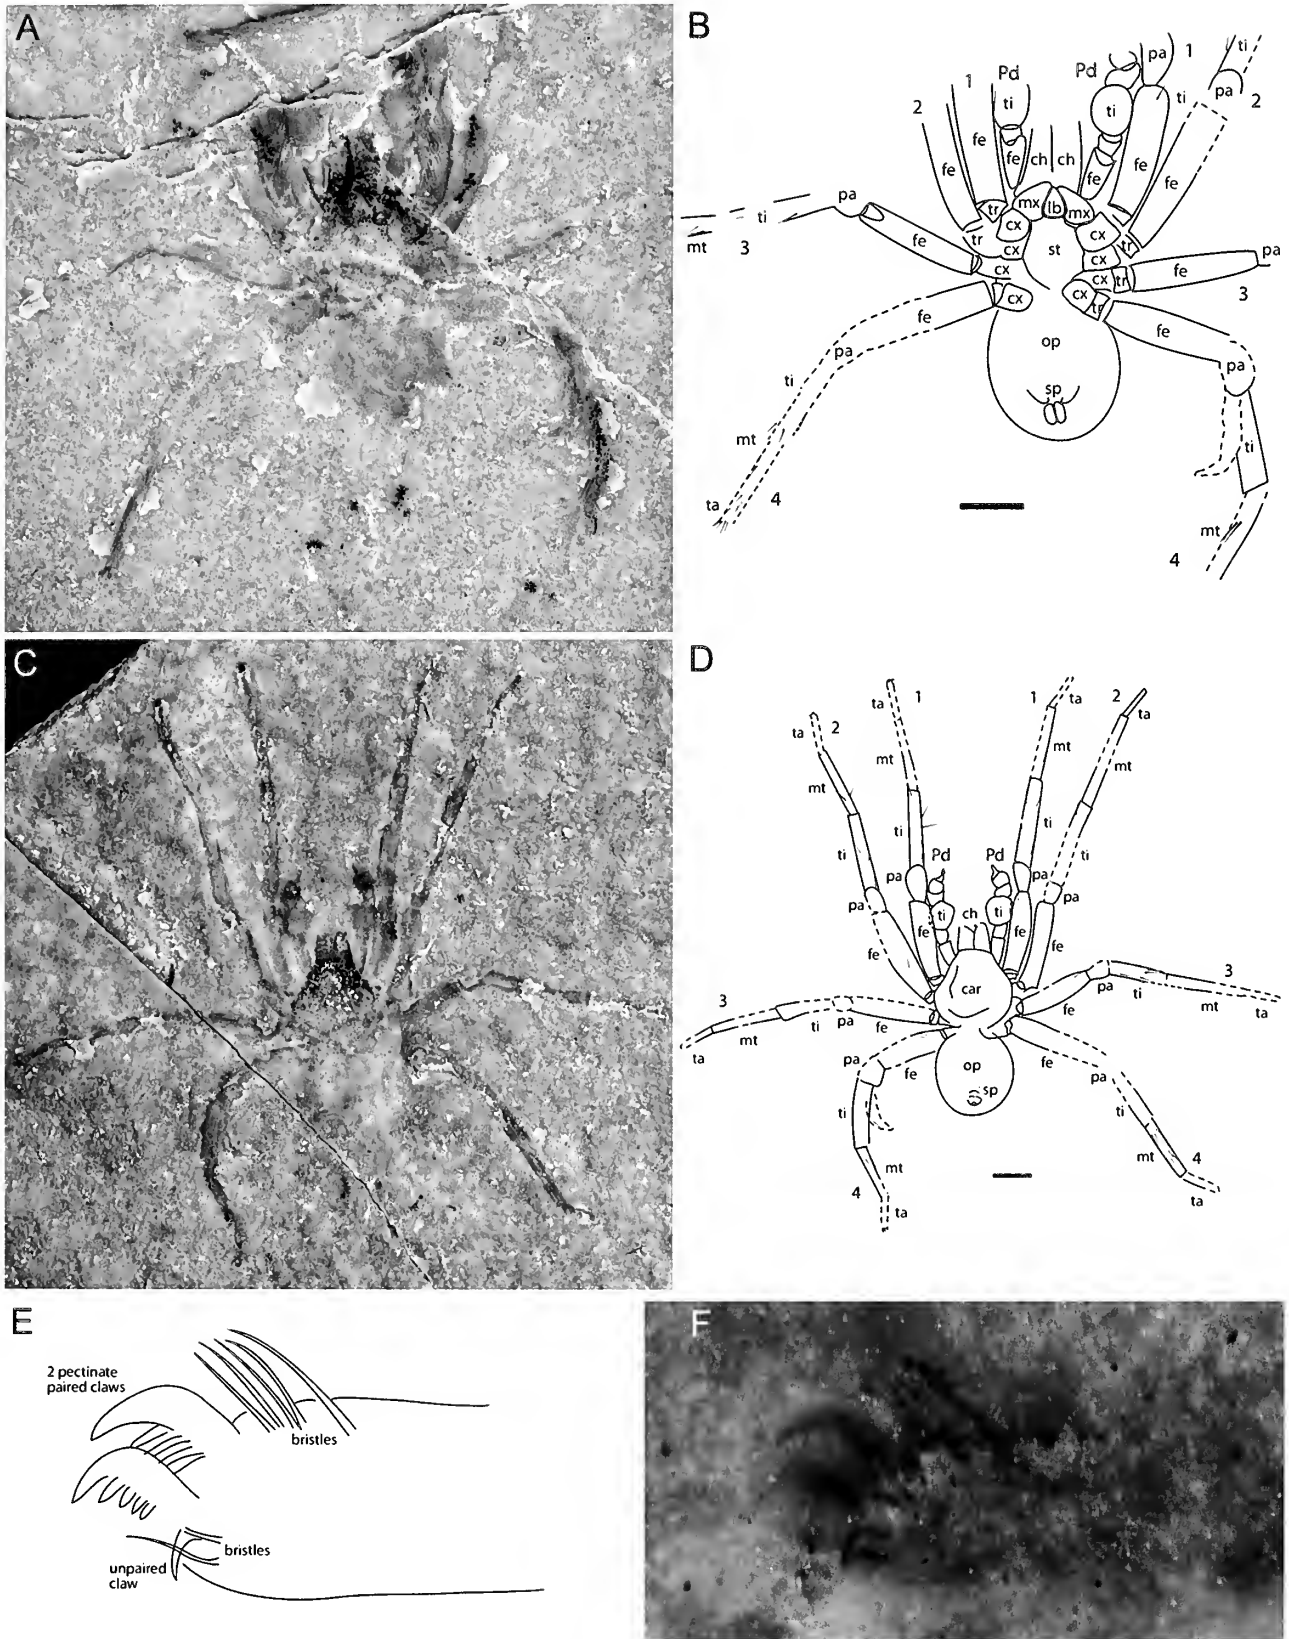 A
B
Pd
Pd
pa
1
ti
1
ti
ti
ti
pa
2
2
fe
fe
fe
ch
ch
fe
fe
fe
fe
tr
mx
lb
mx
pa
cx
cx
ti
mt
3
fe
tr
cx
st
cx
tr
pa
cx
cx
tr
fe
3
cx
cx
tr
fe
fe
pa
op
pa
ti
sp
ti
mt
ta
4
mt
4
C
D
ta
1
1
ta
2
ta
ta
2
mt
mt
mt
mt
ti
ti
ti
ti
Pd
Pd
pa
pa
pa
pa
ti
ch
ti
fe
fe
fe
fe
car
3
3
pa
ti
mt
ta
fe
ta
mt
ti
pa
fe
pa
fe
op
fe
pa
sp
ti
ti
mt
4
mt
4
ta
ta
E
2 pectinate
paired claws
bristles
bristles
unpaired
claw
F